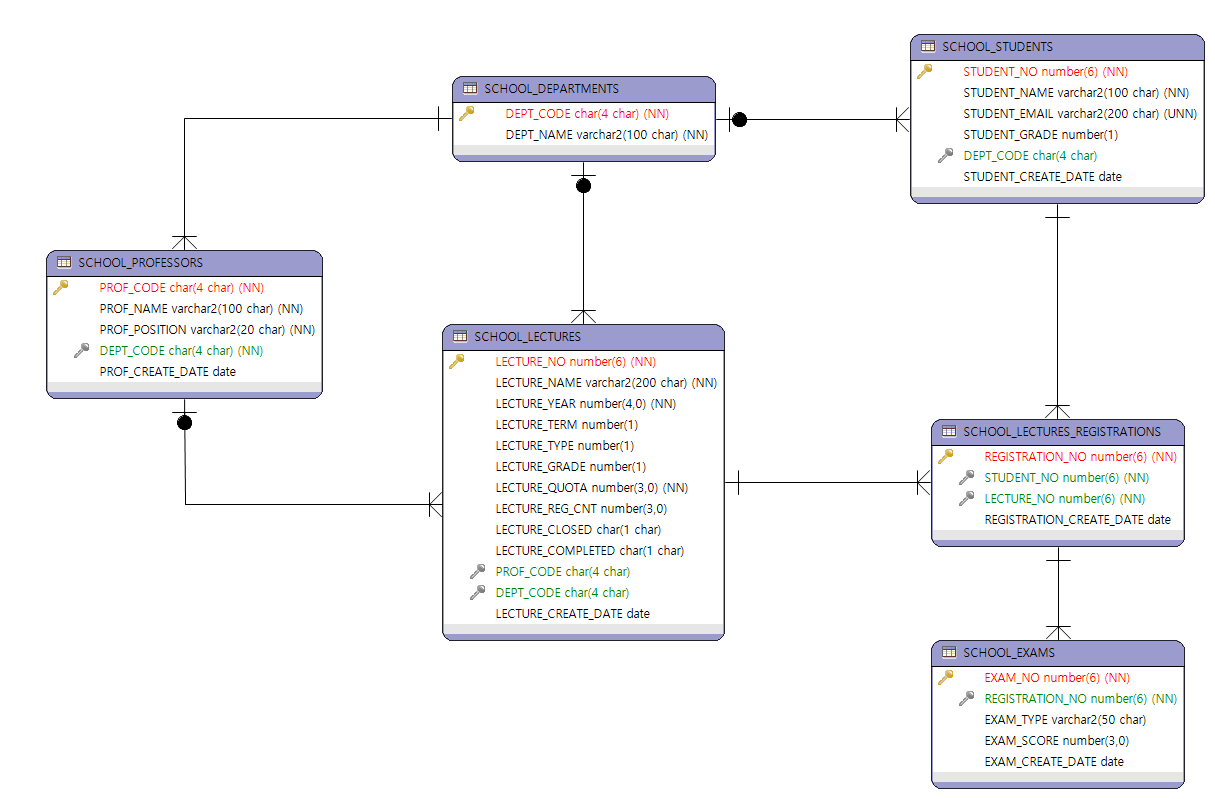 SCHOOL_DEPARTMENTS
DEPT_CODE char(4 char) (NN)
DEPT_NAME varchar2(100 char) (NN)
SCHOOL_STUDENTS
STUDENT_NO number(6) (NN)
STUDENT_NAME varchar2(100 char) (NN)
STUDENT_EMAIL varchar2(200 char) (UNN)
STUDENT_GRADE number(1)
DEPT_CODE char(4 char)
STUDENT_CREATE_DATE date
SCHOOL_PROFESSORS
PROF_CODE char(4 char) (NN)
PROF_NAME varchar2(100 char) (NN)
PROF_POSITION varchar2(20 char) (NN)
DEPT_CODE char(4 char) (NN)
PROF_CREATE_DATE date
SCHOOL_LECTURES
LECTURE_NO number(6) (NN)
LECTURE_NAME varchar2(200 char) (NN)
LECTURE_YEAR number(4,0) (NN)
LECTURE_TERM number(1)
LECTURE_TYPE number(1)
LECTURE_GRADE number(1)
LECTURE_QUOTA number(3,0) (NN)
LECTURE_REG_CNT number(3,0)
LECTURE_CLOSED char(1 char)
LECTURE_COMPLETED char(1 char)
PROF_CODE char(4 char)
DEPT_CODE char(4 char)
LECTURE_CREATE_DATE date
SCHOOL_LECTURES_REGISTRATIONS
REGISTRATION_NO number(6) (NN)
STUDENT_NO number(6) (NN)
LECTURE_NO number(6) (NN)
REGISTRATION_CREATE_DATE date
SCHOOL_EXAMS
EXAM_NO number(6) (NN)
REGISTRATION_NO number(6) (NN)
EXAM_TYPE varchar2(50 char)
EXAM_SCORE number(3,0)
EXAM_CREATE_DATE date